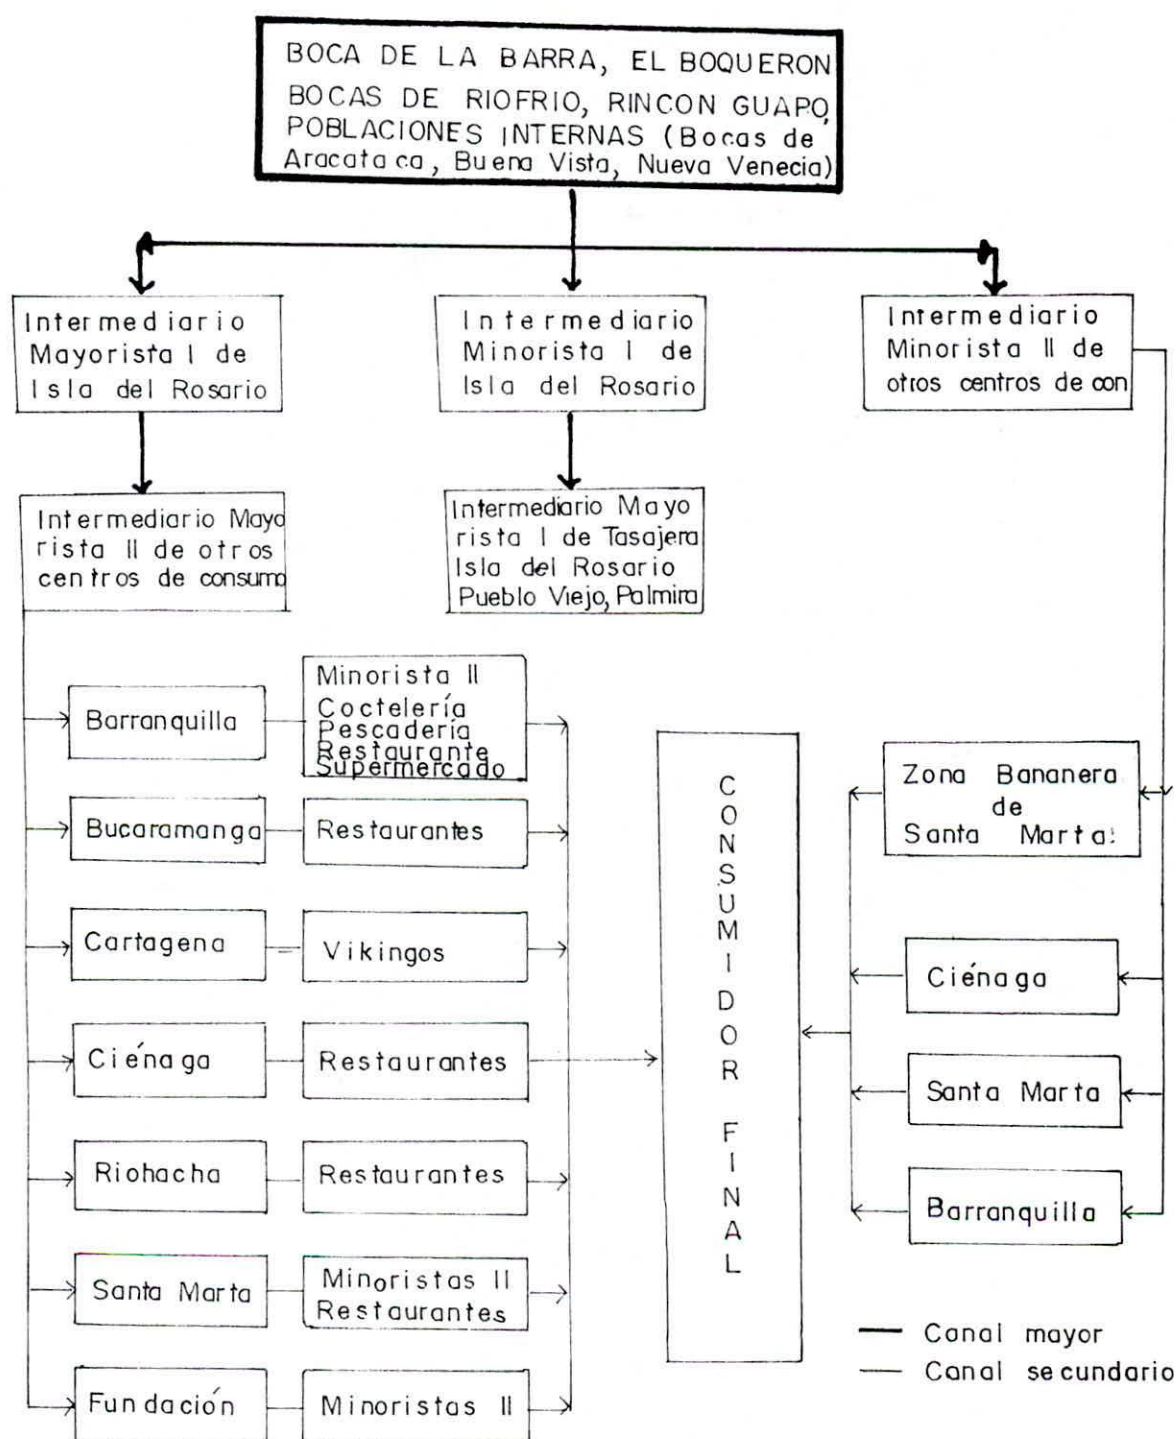 BOCA DE LA BARRA, EL BOQUERON
BOCAS DE RIOFRIO, RINCON GUAPO,
POBLACIONES INTERNAS (Bocas de
Aracataca, Buena Vista, Nueva Venecia)
Intermediario
Mayorista I de
Isla del Rosario
Intermediario
Minorista I de
Isla del Rosario
Intermediario
Minorista II de
otros centros de con
Intermediario Mayo
rista II de otros
centros de consumo
Intermediario Mayo
rista I de Tasajera
Isla del Rosario
Pueblo Viejo, Palmira
Barranquilla
Minorista II
Coctelería
Pescadería
Restaurante
Supermercado
Bucaramanga
Restaurantes
Cartagena
Vikingos
Ciénaga
Restaurantes
Riohacha
Restaurantes
Santa Marta
Minoristas II
Restaurantes
Fundación
Minoristas II
CONSUMIDOR FINAL
Zona Bananera
de
Santa Marta:
Ciénaga
Santa Marta
Barranquilla
Canal mayor
Canal secundario